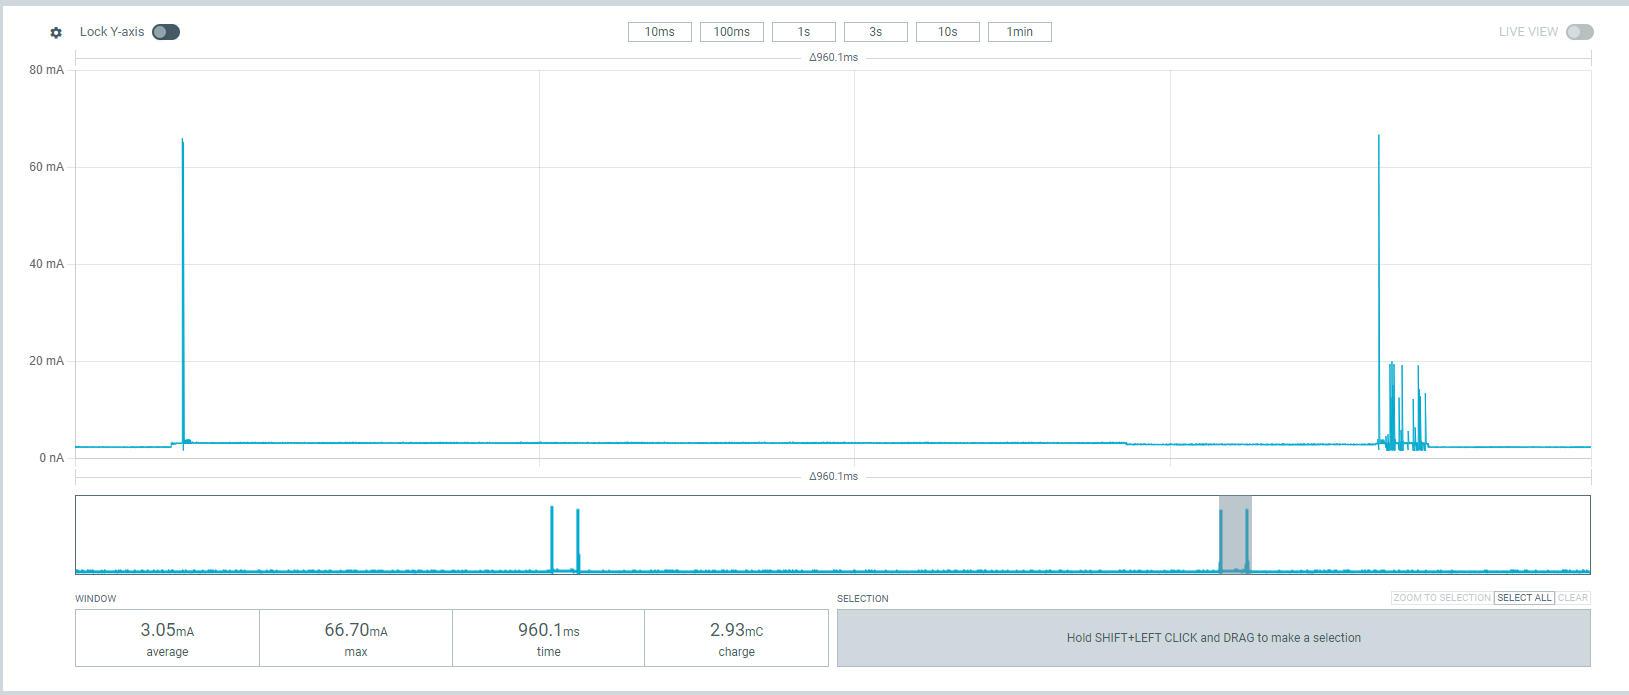 Lock Y-axis
10ms 100ms 1s 3s 10s 1min
LIVE VIEW
Δ960.1ms
80 mA
60 mA
40 mA
20 mA
0 nA
Δ960.1ms
WINDOW
3.05mA 66.70mA 960.1ms 2.93mC
average max time charge
SELECTION
ZOOM TO SELECTION SELECT ALL CLEAR
Hold SHIFT+LEFT CLICK and DRAG to make a selection